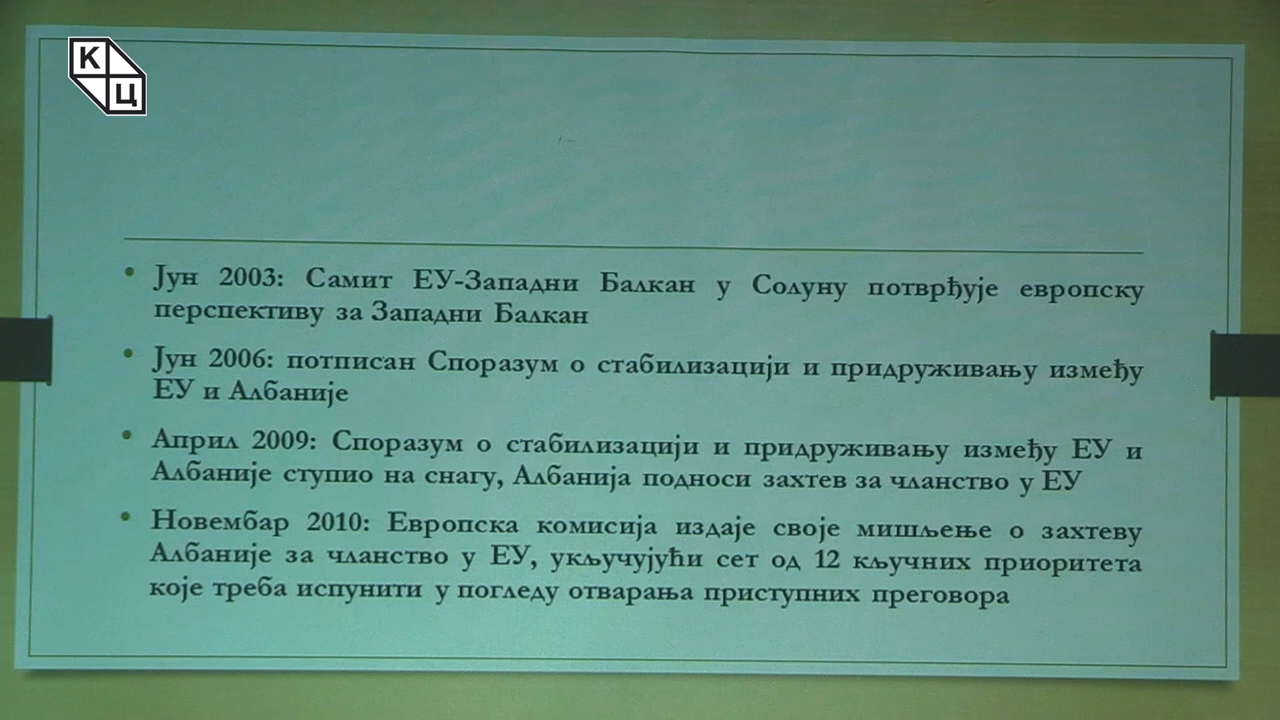 К
Ц
• Јун 2003: Самит ЕУ-Западни Балкан у Солуну потврђује европску
перспективу за Западни Балкан
• Јун 2006: потписан Споразум о стабилизацији и придруживању између
ЕУ и Албаније
• Април 2009: Споразум о стабилизацији и придруживању између ЕУ и
Албаније ступио на снагу, Албанија подноси захтев за чланство у ЕУ
• Новембар 2010: Европска комисија издаје своје мишљење о захтеву
Албаније за чланство у ЕУ, укључујући сет од 12 кључних приоритета
које треба испунити у погледу отварања приступних преговора